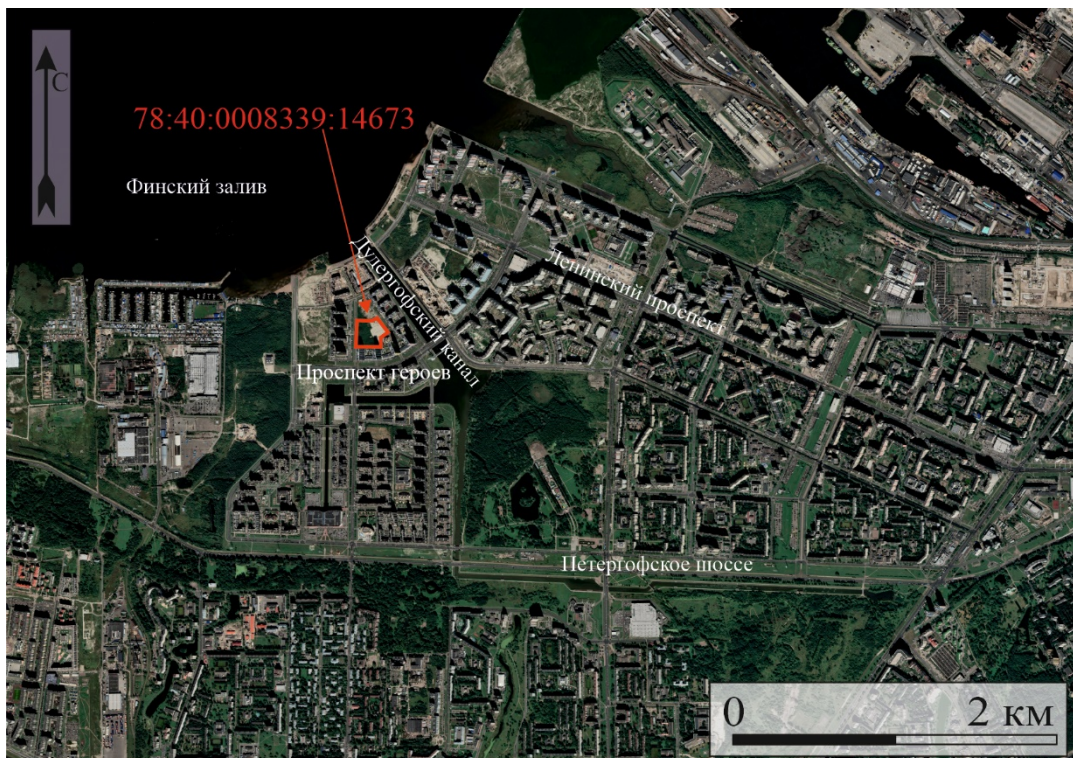 С
78:40:0008339:14673
Финский залив
Дудергофский канал
Ленинский проспект
Проспект героев
Петергофское шоссе
0 2 км